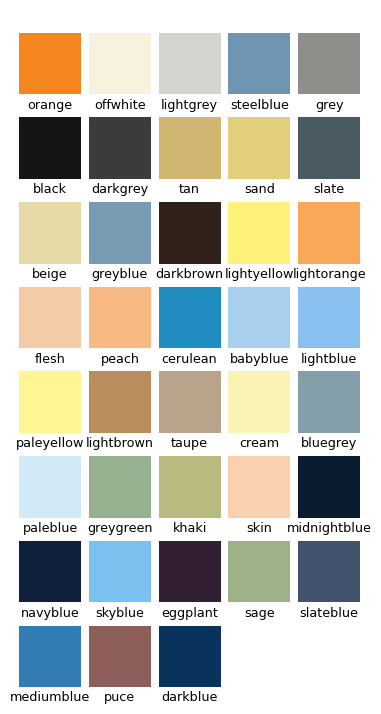 orange offwhite lightgrey steelblue grey
black darkgrey tan sand slate
beige greyblue darkbrown lightyellow lightorange
flesh peach cerulean babyblue lightblue
paleyellow lightbrown taupe cream bluegrey
paleblue greygreen khaki skin midnightblue
navyblue skyblue eggplant sage slateblue
mediumblue puce darkblue